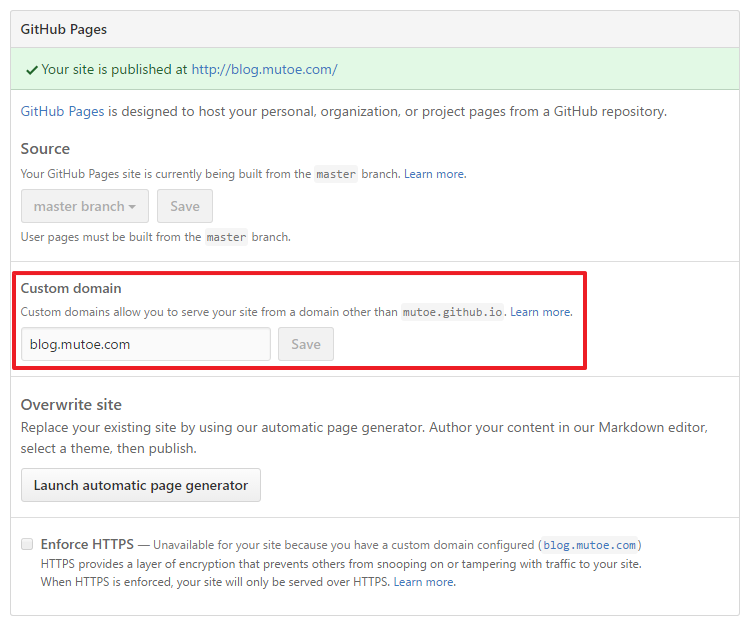 GitHub Pages
Your site is published at http://blog.mutoe.com/
GitHub Pages is designed to host your personal, organization, or project pages from a GitHub repository.
Source
Your GitHub Pages site is currently being built from the master branch. Learn more.
master branch Save
User pages must be built from the master branch.
Custom domain
Custom domains allow you to serve your site from a domain other than mutoe.github.io. Learn more.
blog.mutoe.com Save
Overwrite site
Replace your existing site by using our automatic page generator. Author your content in our Markdown editor,
select a theme, then publish.
Launch automatic page generator
Enforce HTTPS — Unavailable for your site because you have a custom domain configured (blog.mutoe.com)
HTTPS provides a layer of encryption that prevents others from snooping on or tampering with traffic to your site.
When HTTPS is enforced, your site will only be served over HTTPS. Learn more.